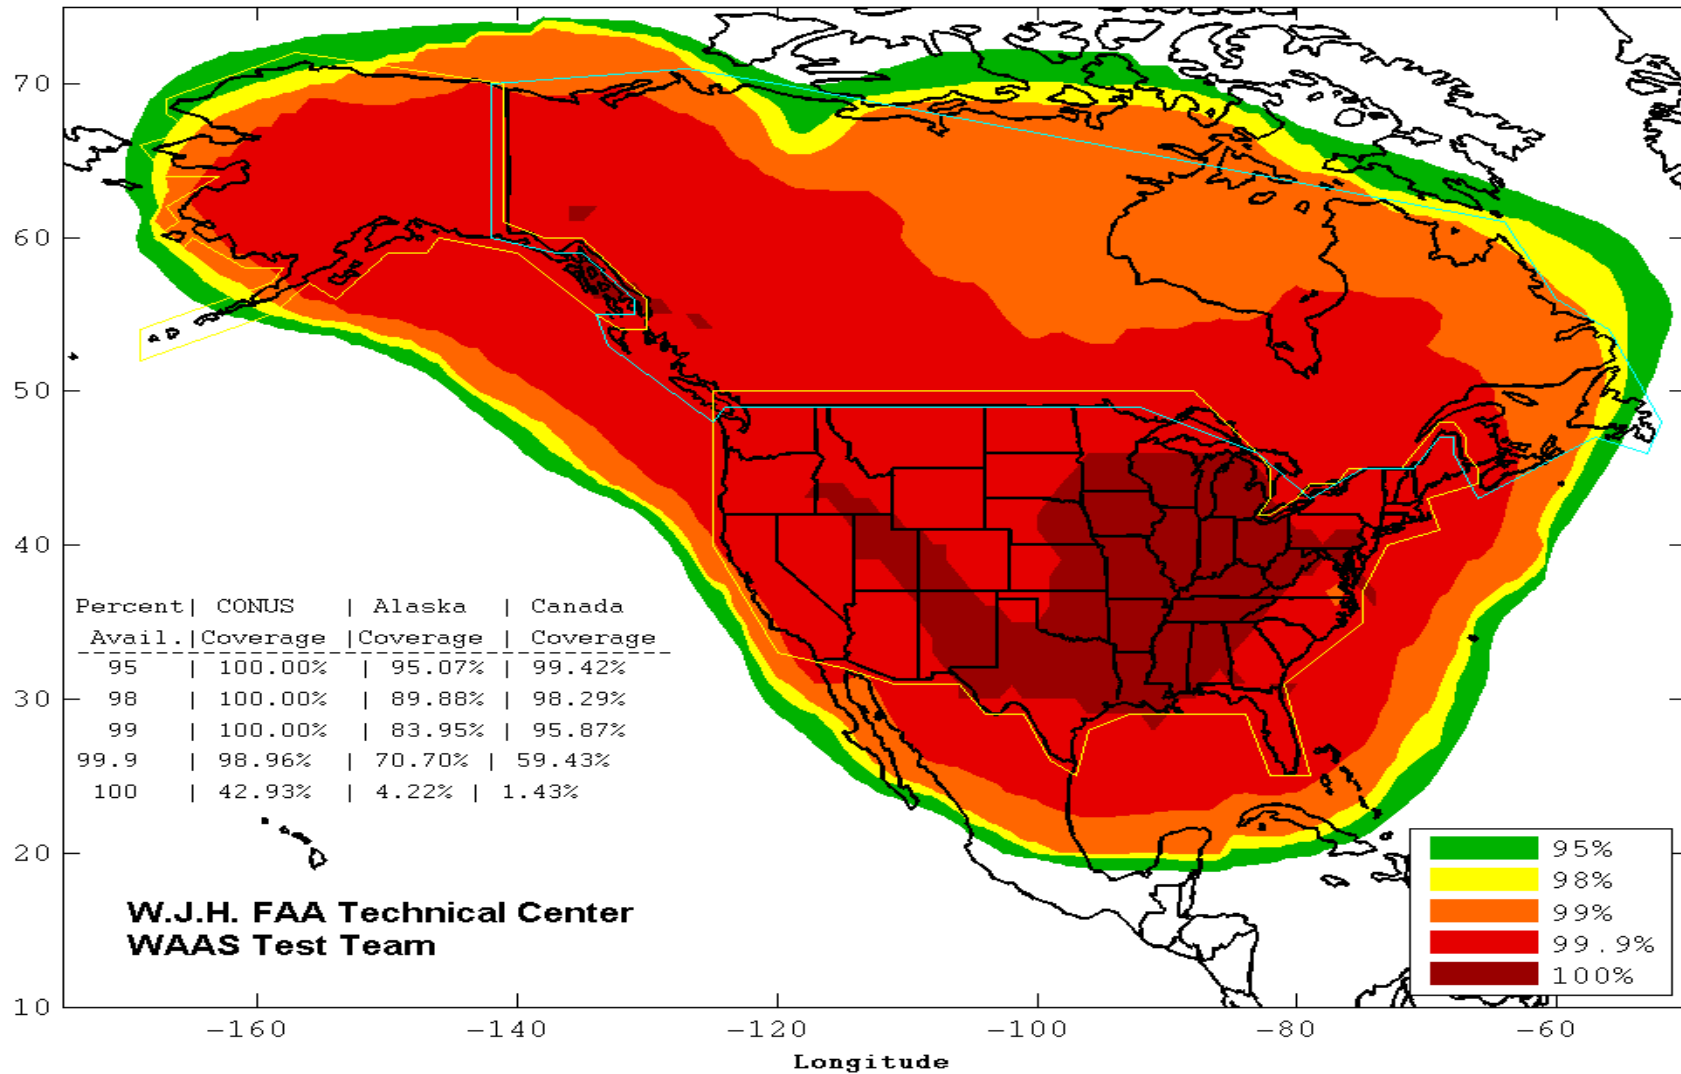 70
60
50
40
30
20
10
Percent| CONUS | Alaska | Canada
Avail.|Coverage |Coverage | Coverage
95 | 100.00% | 95.07% | 99.42%
98 | 100.00% | 89.88% | 98.29%
99 | 100.00% | 83.95% | 95.87%
99.9 | 98.96% | 70.70% | 59.43%
100 | 42.93% | 4.22% | 1.43%
W.J.H. FAA Technical Center
WAAS Test Team
95%
98%
99%
99.9%
100%
-160 -140 -120 -100 -80 -60
Longitude